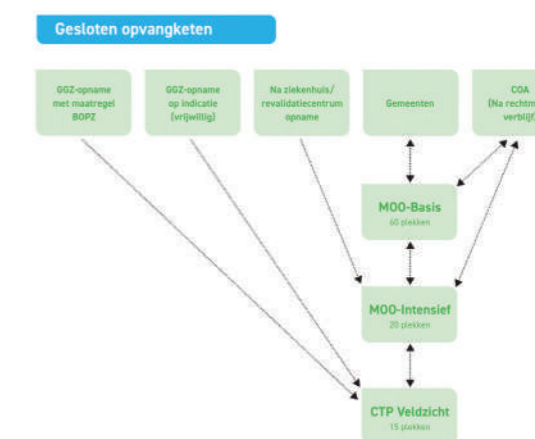 Gesloten opvangketen
GGZ-opname
met maatregel
BOPZ
GGZ-opname
op indicatie
(vrijwillig)
Na ziekenhuis/
revalidatiecentrum
opname
Gemeenten
COA
(Na rechtm
verblijf)
MOO-Basis
60 plekken
MOO-Intensief
20 plekken
CTP Veldzicht
15 plekken